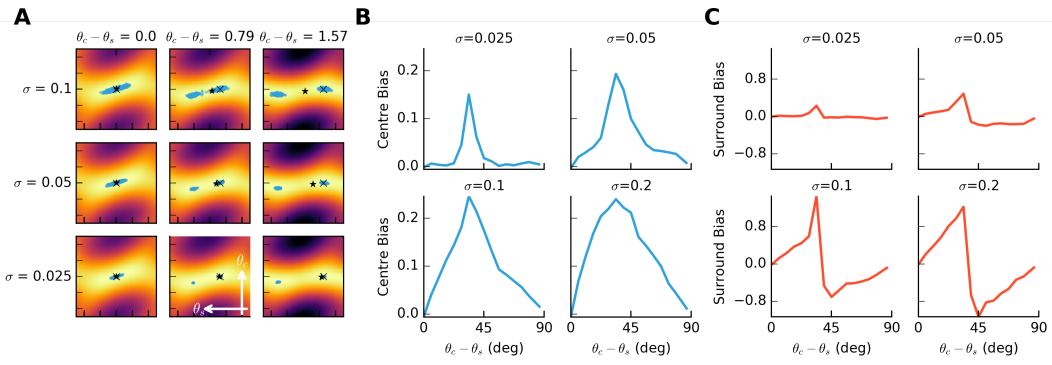 A
B
C
θc − θs = 0.0
0.79
θc − θs = 1.57
θc − θs =
σ = 0.1
σ = 0.05
σ = 0.025
θc
θs
σ=0.025
σ=0.05
Centre Bias
0.2
0.1
0.0
σ=0.1
σ=0.2
Centre Bias
0.2
0.1
0.0
0
45
90
0
45
90
θc − θs (deg)
θc − θs (deg)
σ=0.025
σ=0.05
Surround Bias
0.8
0.0
−0.8
σ=0.1
σ=0.2
Surround Bias
0.8
0.0
−0.8
0
45
90
0
45
90
θc − θs (deg)
θc − θs (deg)